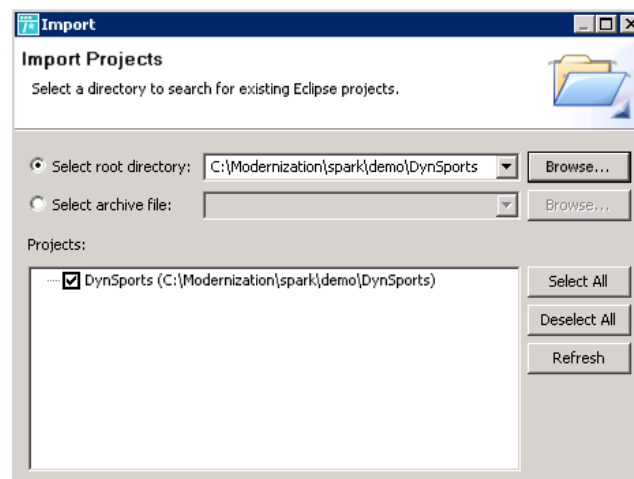 Import
Import Projects
Select a directory to search for existing Eclipse projects.
Select root directory: C:\Modernization\spark\demo\DynSports Browse...
Select archive file: Browse...
Projects:
DynSports (C:\Modernization\spark\demo\DynSports)
Select All
Deselect All
Refresh